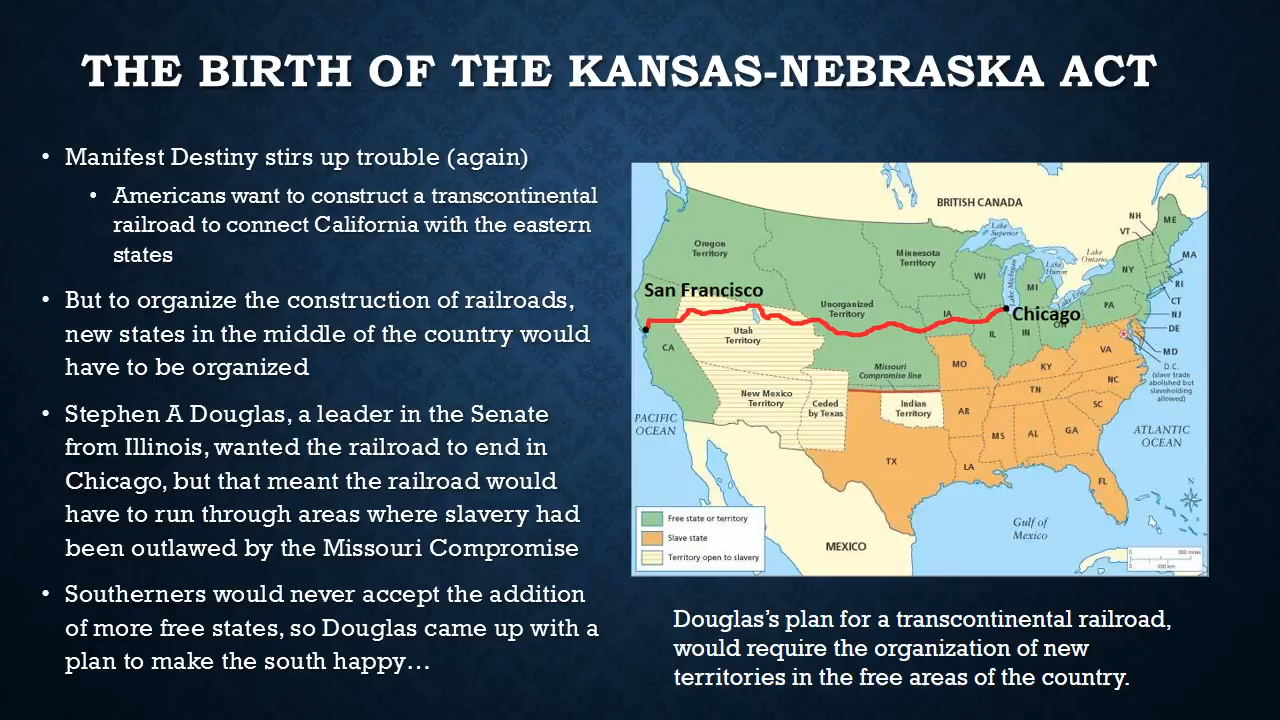 THE BIRTH OF THE KANSAS-NEBRASKA ACT
• Manifest Destiny stirs up trouble (again)
• Americans want to construct a transcontinental
railroad to connect California with the eastern
states
• But to organize the construction of railroads,
new states in the middle of the country would
have to be organized
• Stephen A Douglas, a leader in the Senate
from Illinois, wanted the railroad to end in
Chicago, but that meant the railroad would
have to run through areas where slavery had
been outlawed by the Missouri Compromise
• Southerners would never accept the addition
of more free states, so Douglas came up with a
plan to make the south happy…
BRITISH CANADA
NH
ME
VT
Lake
Superior
Oregon
Territory
Minnesota
Territory
Lake
Huron
Lake
Ontario
MA
WI
Lake Michigan
MI
NY
RI
San Francisco
Lake Erie
PA
CT
Unorganized
Territory
IA
Chicago
NJ
OH
DE
Utah
Territory
IL
IN
CA
VA
MD
MO
KY
D.C.
(slave trade
abolished but
slaveholding
allowed)
Missouri
Compromise line
NC
TN
New Mexico
Territory
Ceded
by Texas
Indian
Territory
AR
SC
PACIFIC
OCEAN
MS
AL
GA
ATLANTIC
OCEAN
TX
LA
FL
Free state or territory
Slave state
Territory open to slavery
Gulf of
Mexico
MEXICO
0
300 miles
0
300 km
Douglas’s plan for a transcontinental railroad,
would require the organization of new
territories in the free areas of the country.